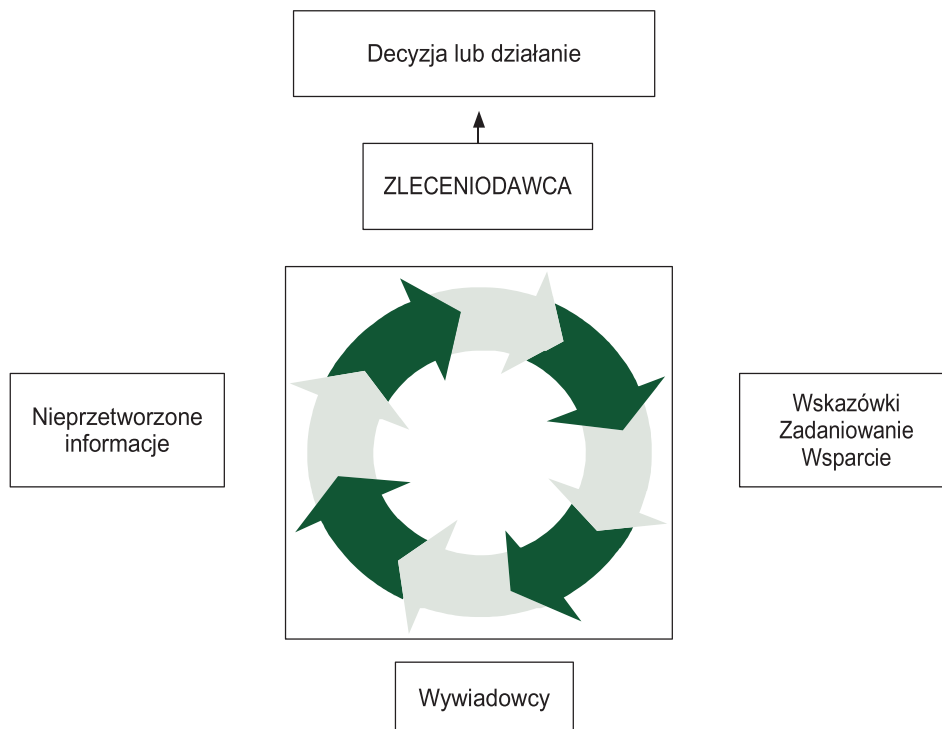 Decyzja lub działanie
ZLECENIODAWCA
Nieprzetworzone
informacje
Wskazówki
Zadaniowanie
Wsparcie
Wywiadowcy